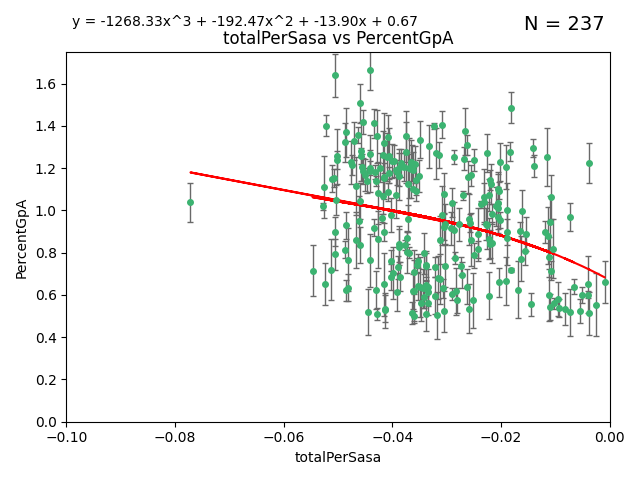 y = -1268.33x^3 + -192.47x^2 + -13.90x + 0.67
N = 237
totalPerSasa vs PercentGpA
PercentGpA
1.6
1.4
1.2
1.0
0.8
0.6
0.4
0.2
0.0
−0.10 −0.08 −0.06 −0.04 −0.02 0.00
totalPerSasa